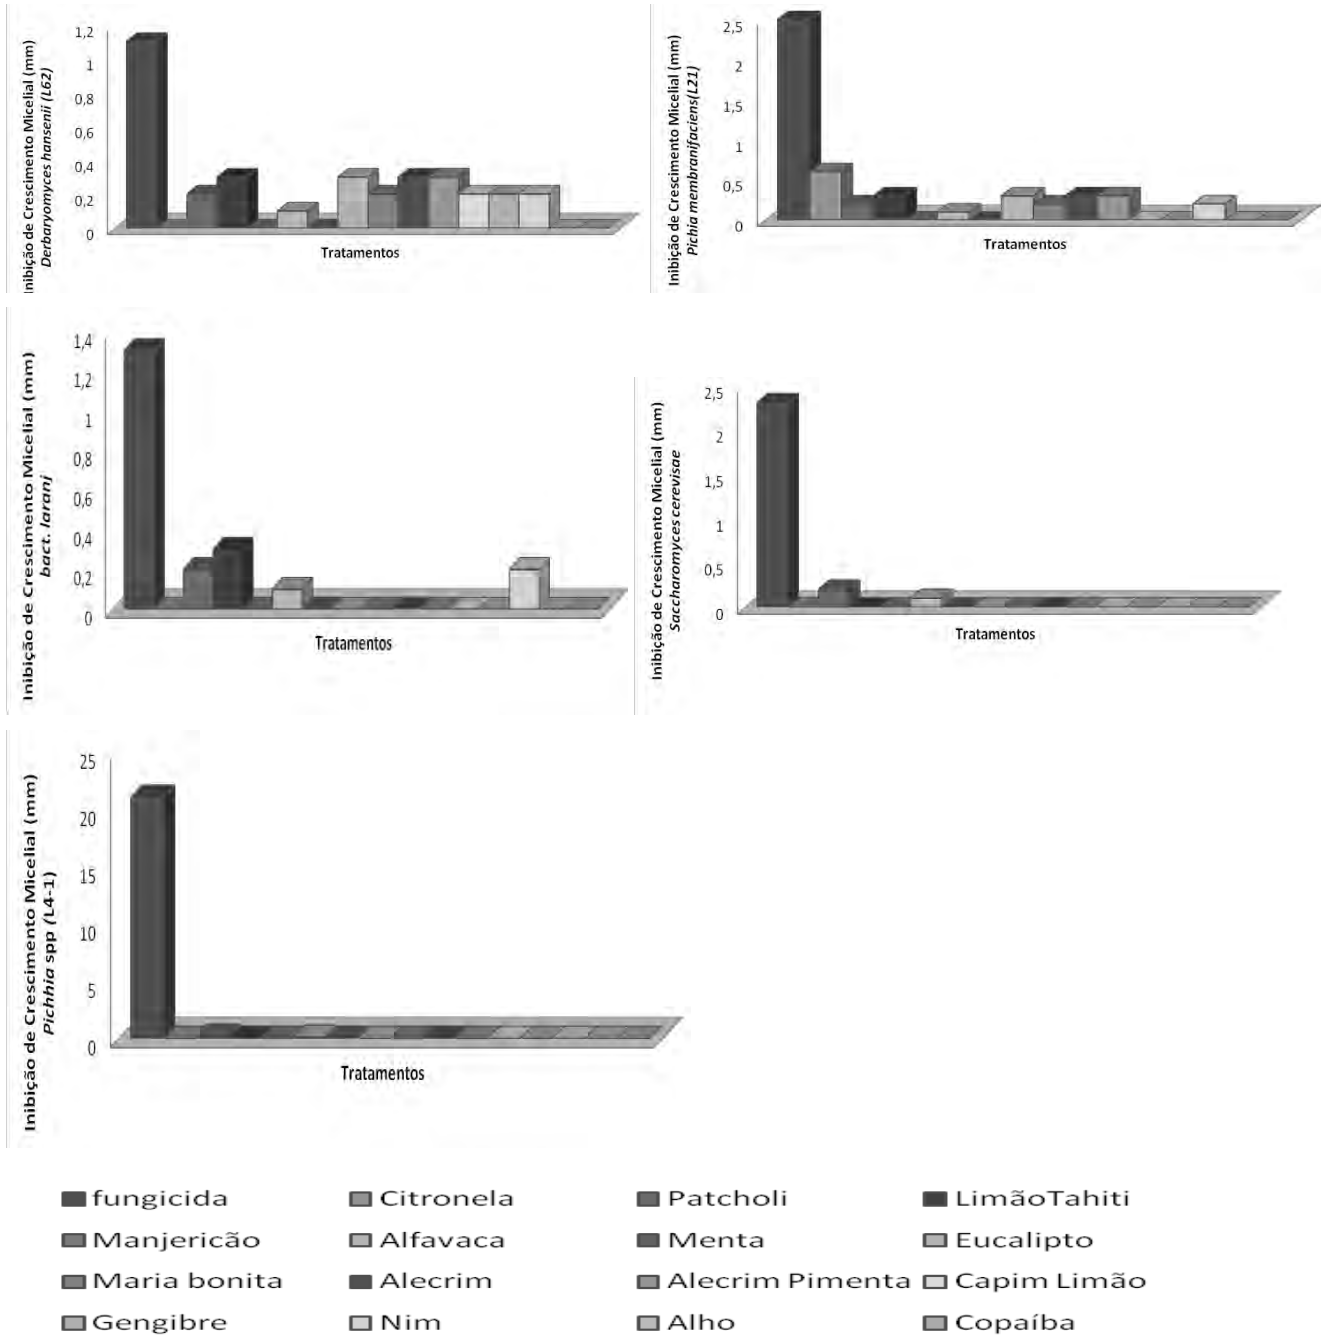 Inibição de Crescimento Micelial (mm)
Derbaryomyces hansenii (L62)
1,2
1
0,8
0,6
0,4
0,2
0
Tratamentos
Inibição de Crescimento Micelial (mm)
Pichia membranifaciens(L21)
2,5
2
1,5
1
0,5
0
Tratamentos
Inibição de Crescimento Micelial (mm)
bact. laranj
1,4
1,2
1
0,8
0,6
0,4
0,2
0
Tratamentos
Inibição de Crescimento Micelial (mm)
Saccharomyces cerevisae
2,5
2
1,5
1
0,5
0
Tratamentos
Inibição de Crescimento Micelial (mm)
Pichhia spp (L4-1)
25
20
15
10
5
0
Tratamentos
fungicida Citronela Patcholi LimãoTahiti
Manjericão Alfavaca Menta Eucalipto
Maria bonita Alecrim Alecrim Pimenta Capim Limão
Gengibre Nim Alho Copaíba